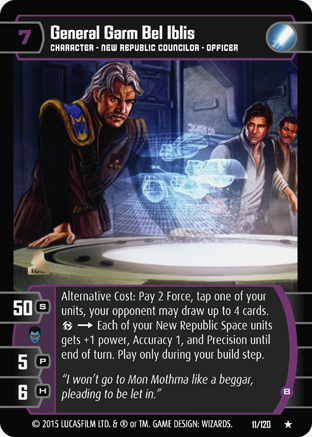 7
General Garm Bel Iblis
CHARACTER • NEW REPUBLIC COUNCILOR • OFFICER
50 S
5 P
6 H
Alternative Cost: Pay 2 Force, tap one of your
units, your opponent may draw up to 4 cards.
→ Each of your New Republic Space units
gets +1 power, Accuracy 1, and Precision until
end of turn. Play only during your build step.
“I won’t go to Mon Mothma like a beggar,
pleading to be let in.”
B
© 2015 LUCASFILM LTD. & ® or TM. GAME DESIGN: WIZARDS.
11/120